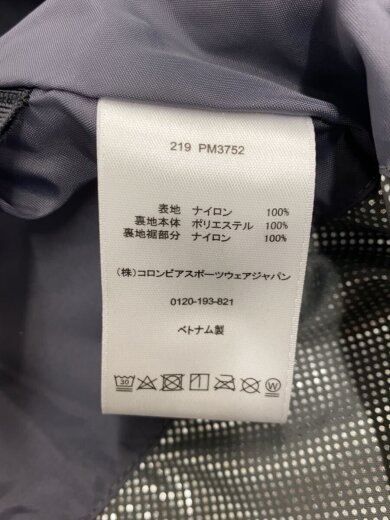 219 PM3752
表地 ナイロン 100%
裏地本体 ポリエステル 100%
裏地裾部分 ナイロン 100%
(株)コロンビアスポーツウェアジャパン
0120-193-821
ベトナム製
30 W